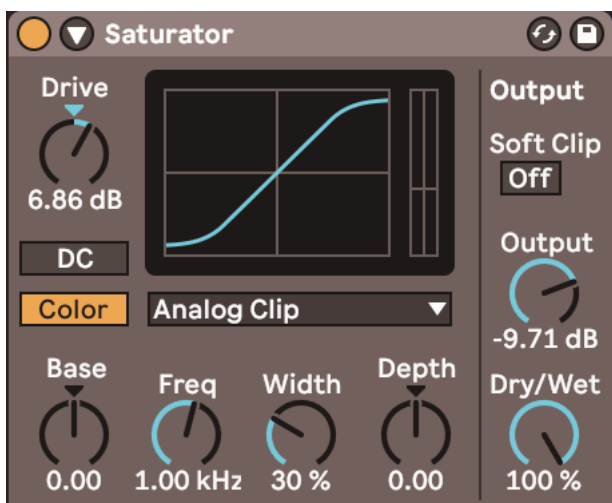 Saturator
Drive
6.86 dB
DC
Color
Analog Clip
Base
0.00
Freq
1.00 kHz
Width
30 %
Depth
0.00
Output
Soft Clip
Off
Output
-9.71 dB
Dry/Wet
100 %